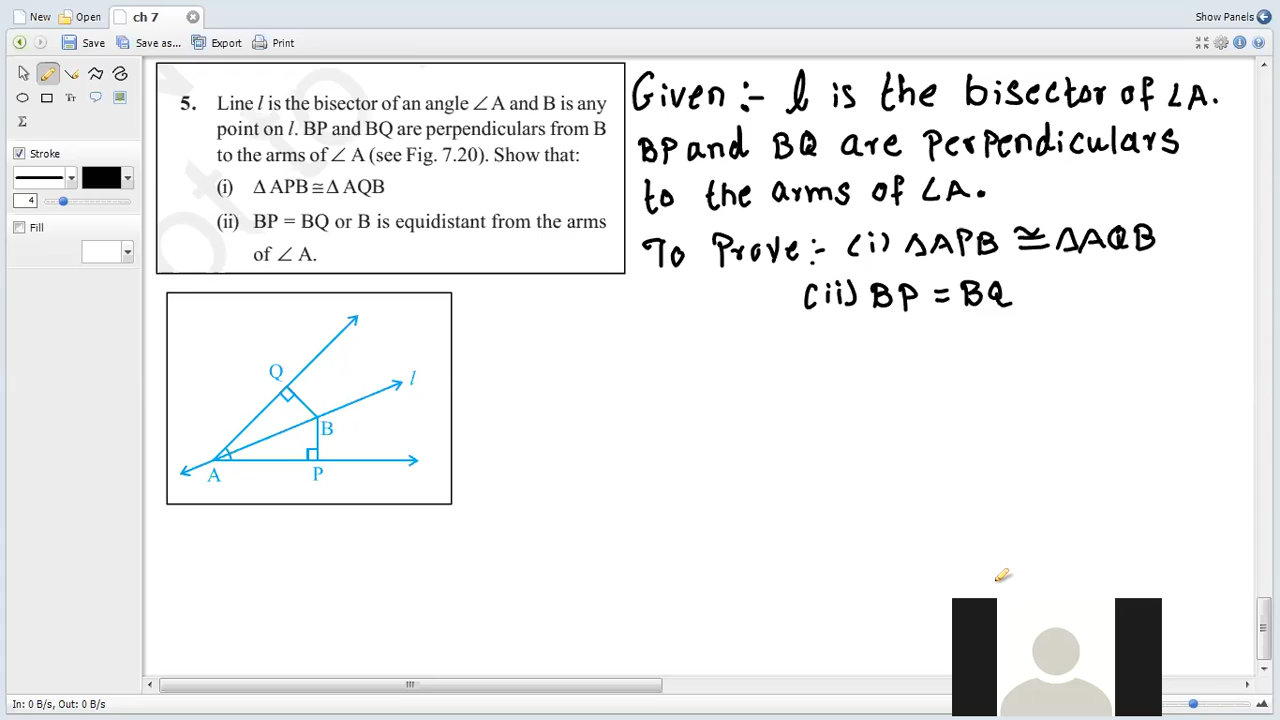 New Open ch 7 Show Panels
Save Save as... Export Print
Stroke
4
Fill
5. Line l is the bisector of an angle ∠ A and B is any
point on l. BP and BQ are perpendiculars from B
to the arms of ∠ A (see Fig. 7.20). Show that:
(i) Δ APB ≅ Δ AQB
(ii) BP = BQ or B is equidistant from the arms
of ∠ A.
Given :- l is the bisector of ∠A.
BP and BQ are perpendiculars
to the arms of ∠A.
To Prove :- (i) ΔAPB ≅ ΔAQB
(ii) BP = BQ
Q
l
B
A
P
In: 0 B/s, Out: 0 B/s